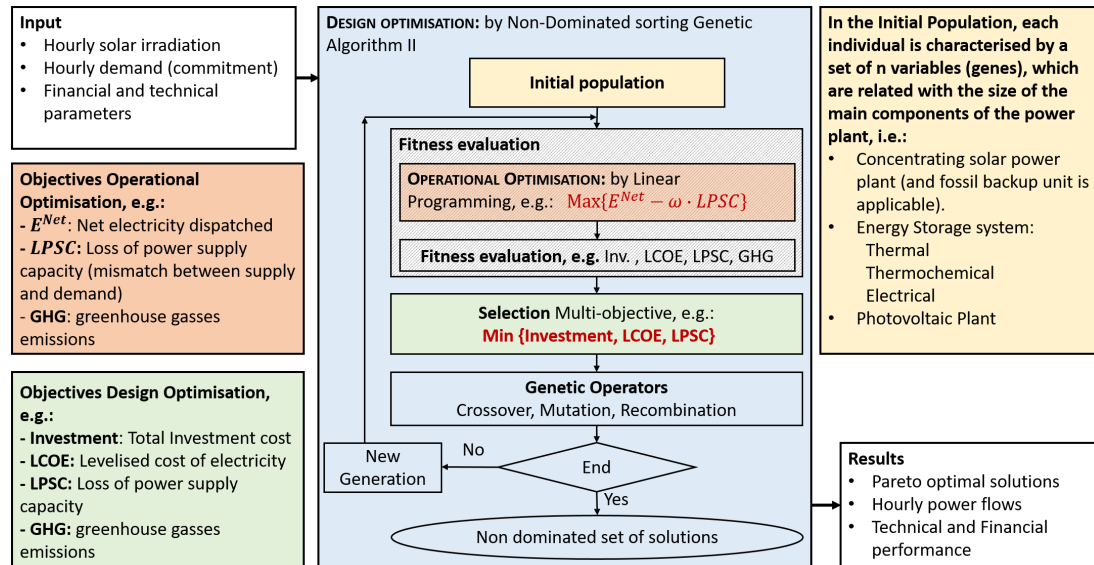 Input
• Hourly solar irradiation
• Hourly demand (commitment)
• Financial and technical
parameters
Objectives Operational
Optimisation, e.g.:
- E^Net: Net electricity dispatched
- LPSC: Loss of power supply
capacity (mismatch between supply
and demand)
- GHG: greenhouse gasses
emissions
Objectives Design Optimisation,
e.g.:
- Investment: Total Investment cost
- LCOE: Levelised cost of electricity
- LPSC: Loss of power supply
capacity
- GHG: greenhouse gasses
emissions
DESIGN OPTIMISATION: by Non-Dominated sorting Genetic
Algorithm II
Initial population
Fitness evaluation
OPERATIONAL OPTIMISATION: by Linear
Programming, e.g.: Max{E^Net − ω · LPSC}
Fitness evaluation, e.g. Inv. , LCOE, LPSC, GHG
Selection Multi-objective, e.g.:
Min {Investment, LCOE, LPSC}
Genetic Operators
Crossover, Mutation, Recombination
New
Generation
No
End
Yes
Non dominated set of solutions
In the Initial Population, each
individual is characterised by a
set of n variables (genes), which
are related with the size of the
main components of the power
plant, i.e.:
• Concentrating solar power
plant (and fossil backup unit is
applicable).
• Energy Storage system:
Thermal
Thermochemical
Electrical
• Photovoltaic Plant
Results
• Pareto optimal solutions
• Hourly power flows
• Technical and Financial
performance